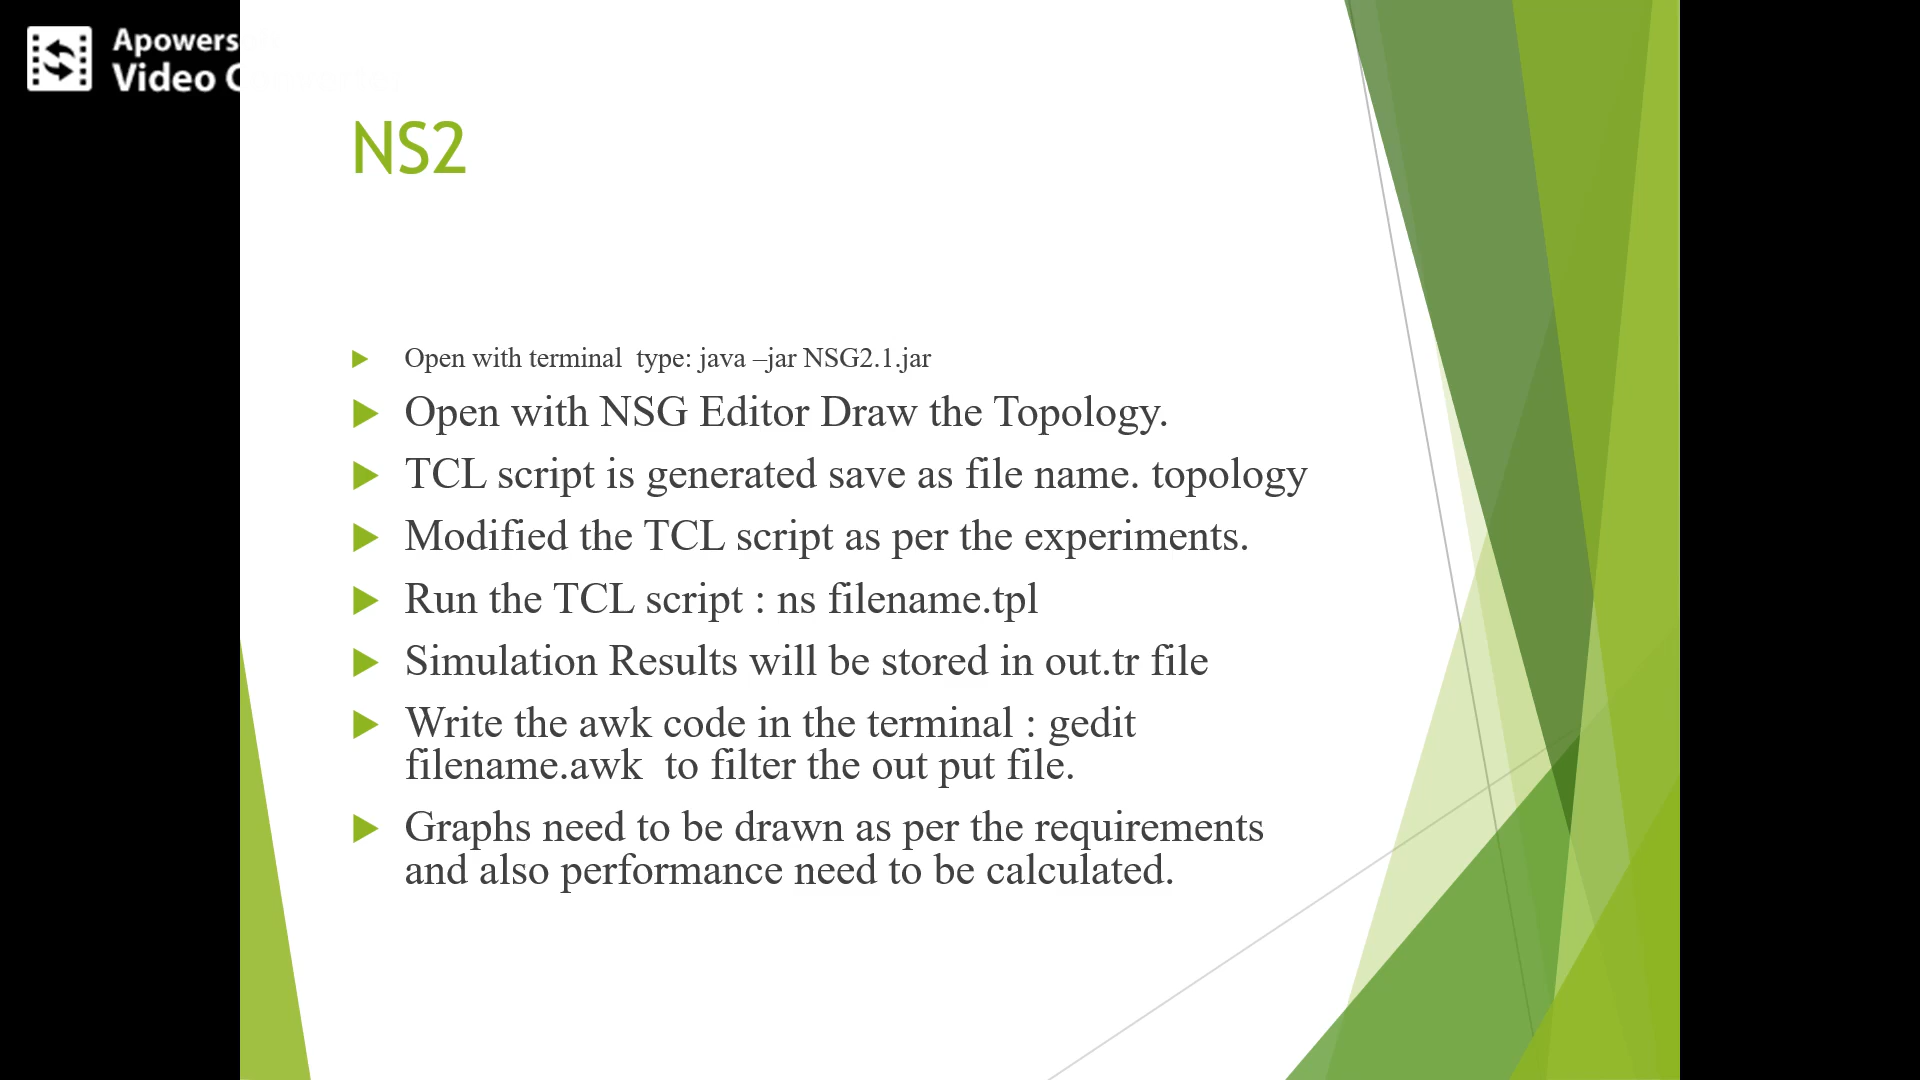 Apowers
Video
NS2
Open with terminal type: java –jar NSG2.1.jar
Open with NSG Editor Draw the Topology.
TCL script is generated save as file name. topology
Modified the TCL script as per the experiments.
Run the TCL script : ns filename.tpl
Simulation Results will be stored in out.tr file
Write the awk code in the terminal : gedit
filename.awk to filter the out put file.
Graphs need to be drawn as per the requirements
and also performance need to be calculated.